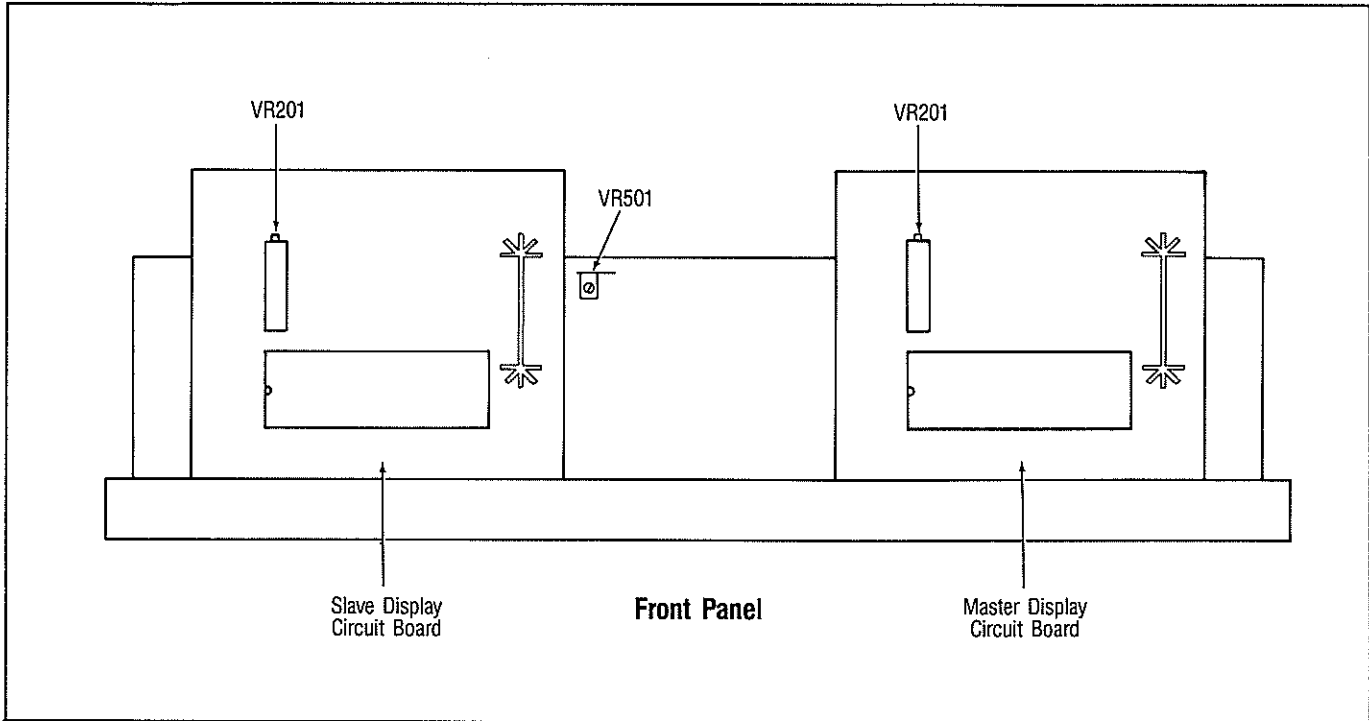 VR201
VR201
VR501
Slave Display
Circuit Board
Front Panel
Master Display
Circuit Board